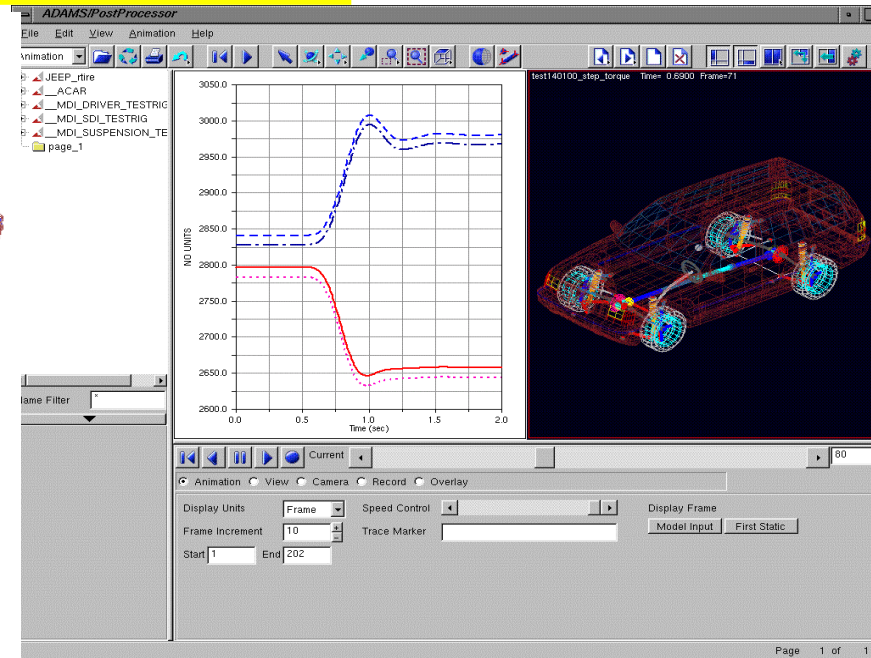 ADAMS/PostProcessor
File Edit View Animation Help
Animation
JEEP_rtire
__ACAR
__MDI_DRIVER_TESTRIG
__MDI_SDI_TESTRIG
__MDI_SUSPENSION_TE
page_1
test140100_step_torque Time= 0.6900 Frame=71
3050.0
3000.0
2950.0
2900.0
2850.0
2800.0
2750.0
2700.0
2650.0
2600.0
NO UNITS
0.0 0.5 1.0 1.5 2.0
Time (sec)
Name Filter *
Current 80
Animation View Camera Record Overlay
Display Units Frame Speed Control Display Frame
Frame Increment 10 Trace Marker Model Input First Static
Start 1 End 202
Page 1 of 1